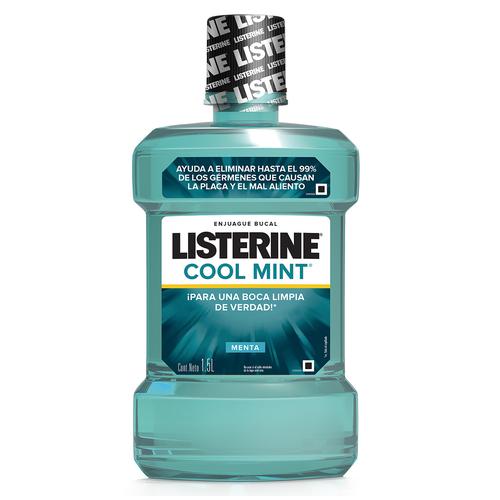 LISTERINE
AYUDA A ELIMINAR HASTA EL 99%
DE LOS GÉRMENES QUE CAUSAN
LA PLACA Y EL MAL ALIENTO
ENJUAGUE BUCAL
LISTERINE®
COOL MINT®
¡PARA UNA BOCA LIMPIA
DE VERDAD!*
MENTA
Cont. Neto 1,5L